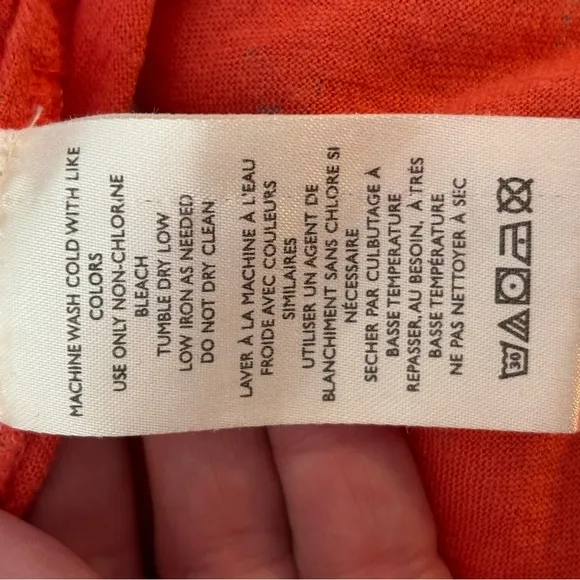 MACHINE WASH COLD WITH LIKE
COLORS
USE ONLY NON-CHLORINE
BLEACH
TUMBLE DRY LOW
LOW IRON AS NEEDED
DO NOT DRY CLEAN
LAVER À LA MACHINE À L'EAU
FROIDE AVEC COULEURS
SIMILAIRES
UTILISER UN AGENT DE
BLANCHIMENT SANS CHLORE SI
NÉCESSAIRE
SECHER PAR CULBUTAGE À
BASSE TEMPERATURE
REPASSER, AU BESOIN, À TRÈS
BASSE TEMPÉRATURE
NE PAS NETTOYER À SEC
30